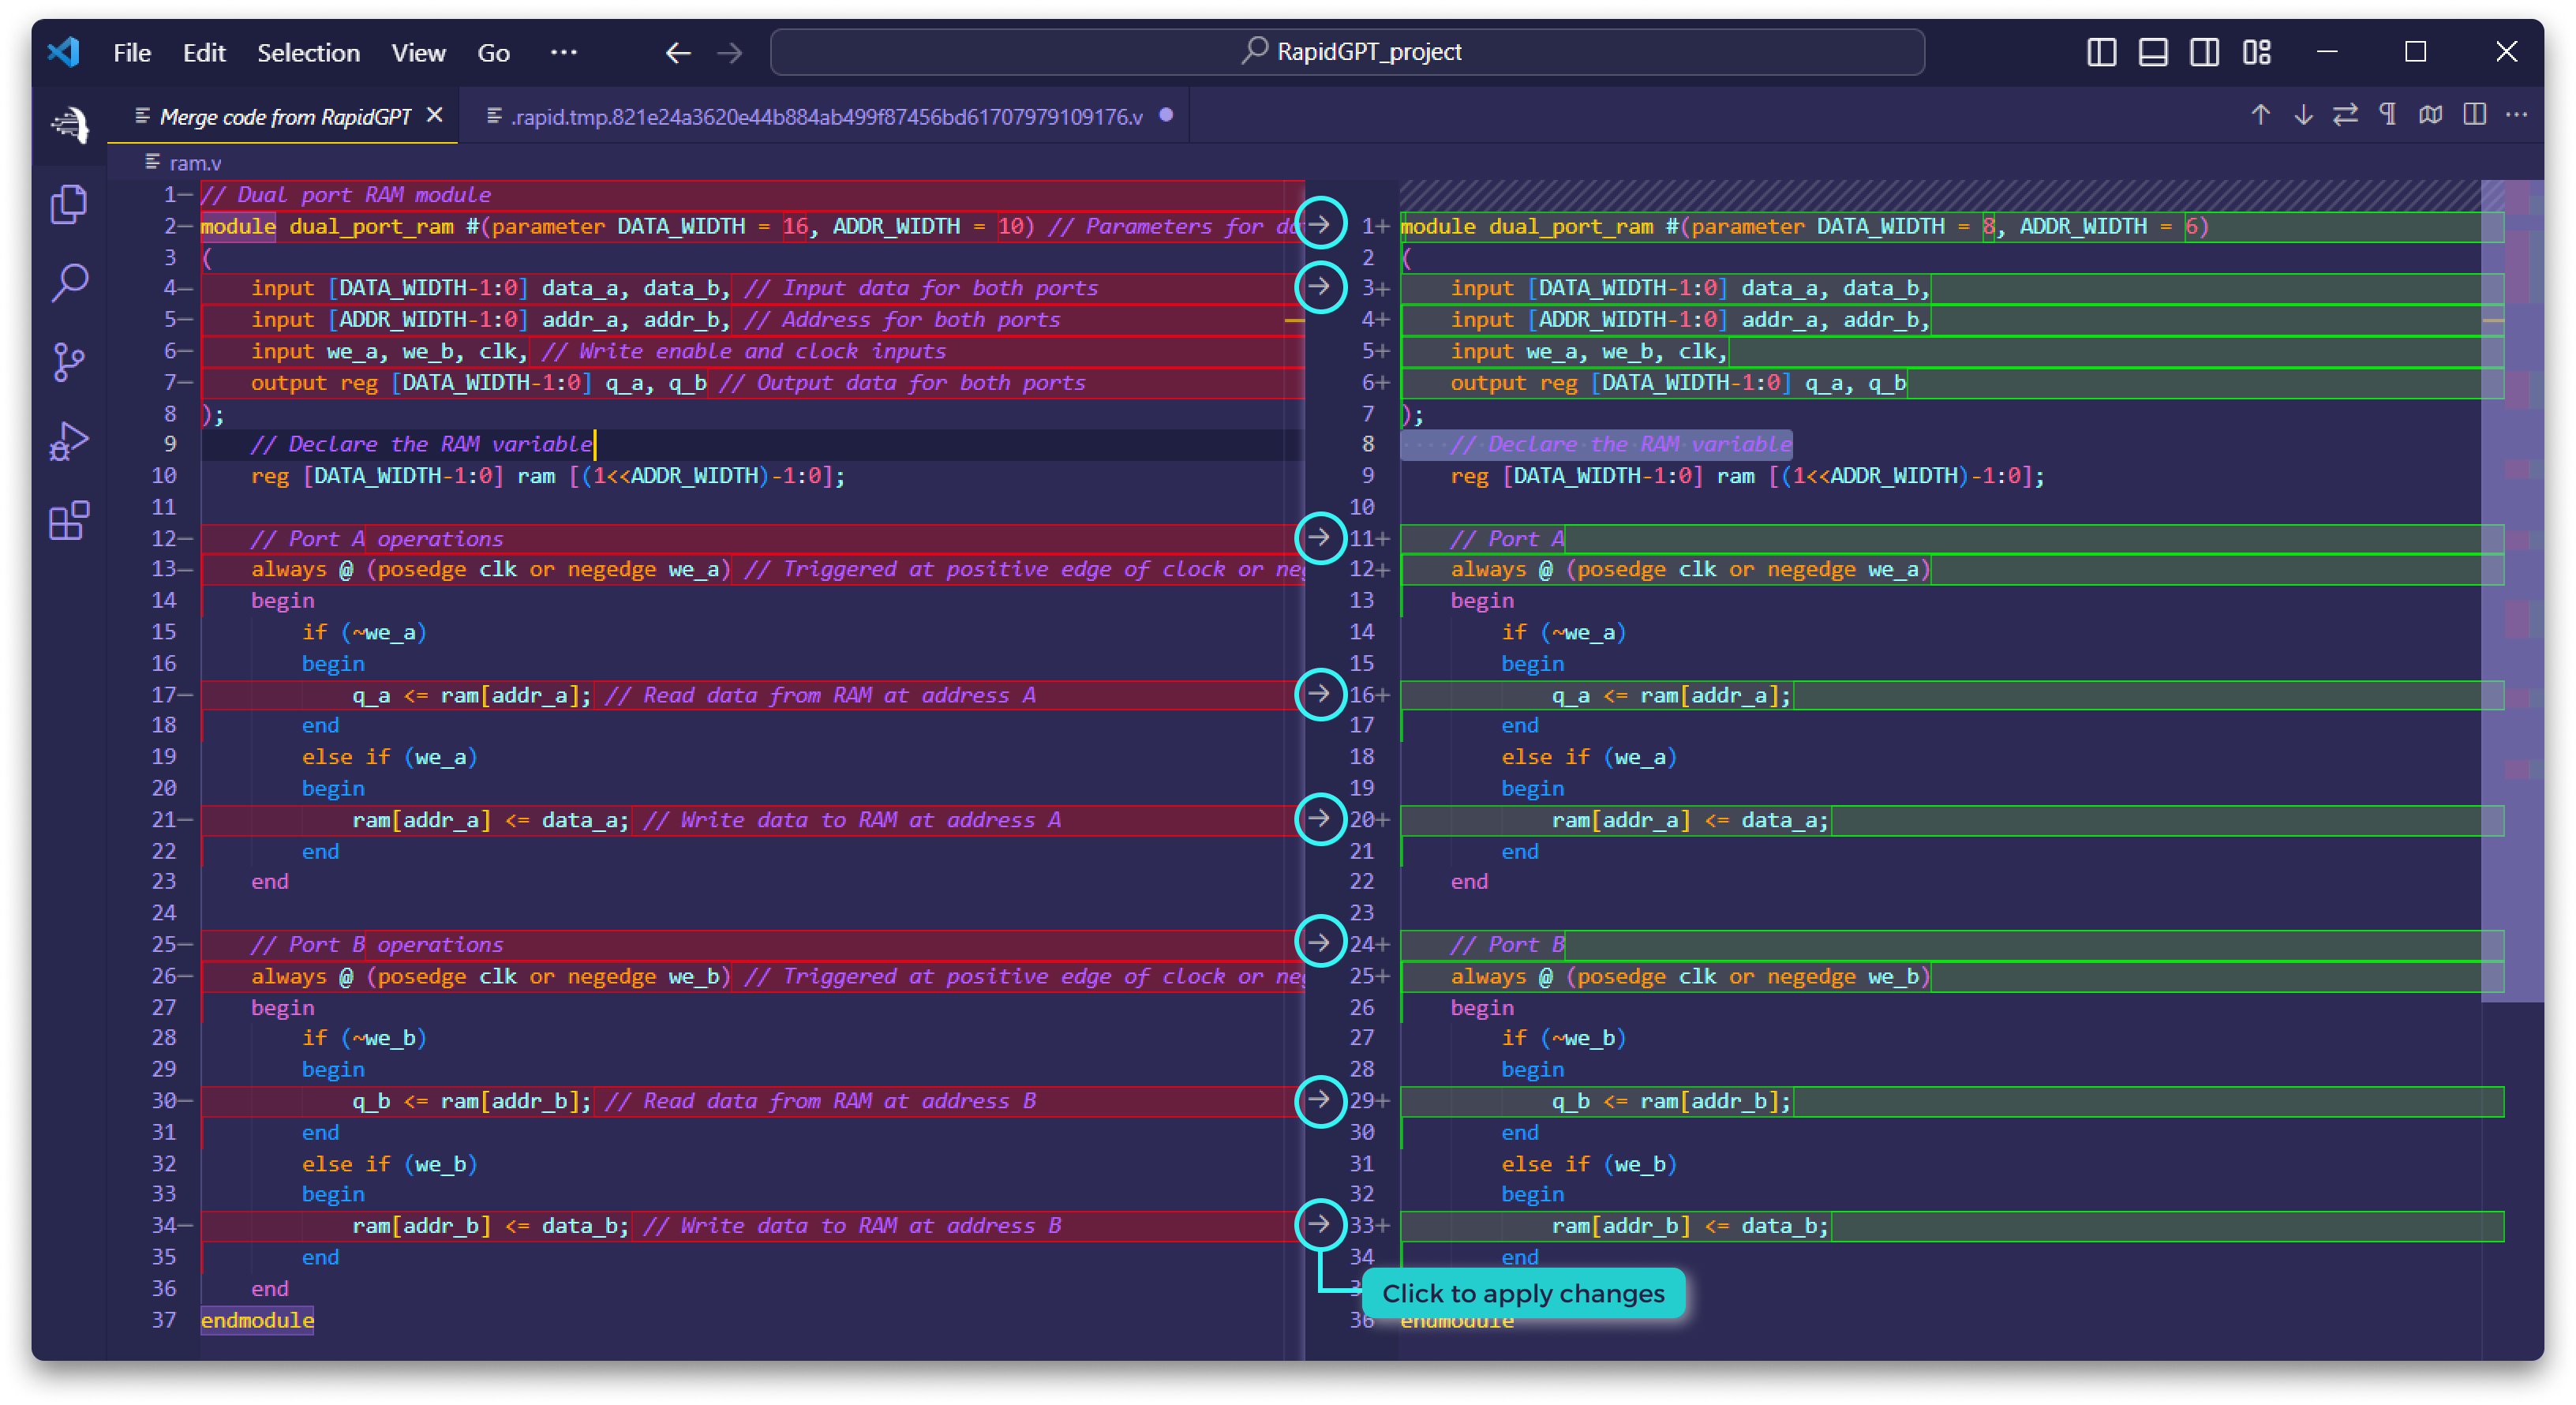 File Edit Selection View Go ··· RapidGPT_project
Merge code from RapidGPT .rapid.tmp.821e24a3620e44b884ab499f87456bd61707979109176.v
ram.v
1 // Dual port RAM module
2 module dual_port_ram #(parameter DATA_WIDTH = 16, ADDR_WIDTH = 10) // Parameters for
3 (
4 input [DATA_WIDTH-1:0] data_a, data_b, // Input data for both ports
5 input [ADDR_WIDTH-1:0] addr_a, addr_b, // Address for both ports
6 input we_a, we_b, clk, // Write enable and clock inputs
7 output reg [DATA_WIDTH-1:0] q_a, q_b // Output data for both ports
8 );
9 // Declare the RAM variable
10 reg [DATA_WIDTH-1:0] ram [(1<<ADDR_WIDTH)-1:0];
11
12 // Port A operations
13 always @ (posedge clk or negedge we_a) // Triggered at positive edge of clock or
14 begin
15 if (~we_a)
16 begin
17 q_a <= ram[addr_a]; // Read data from RAM at address A
18 end
19 else if (we_a)
20 begin
21 ram[addr_a] <= data_a; // Write data to RAM at address A
22 end
23 end
24
25 // Port B operations
26 always @ (posedge clk or negedge we_b) // Triggered at positive edge of clock or
27 begin
28 if (~we_b)
29 begin
30 q_b <= ram[addr_b]; // Read data from RAM at address B
31 end
32 else if (we_b)
33 begin
34 ram[addr_b] <= data_b; // Write data to RAM at address B
35 end
36 end
37 endmodule
1+ module dual_port_ram #(parameter DATA_WIDTH = 8, ADDR_WIDTH = 6)
2 (
3+ input [DATA_WIDTH-1:0] data_a, data_b,
4+ input [ADDR_WIDTH-1:0] addr_a, addr_b,
5+ input we_a, we_b, clk,
6+ output reg [DATA_WIDTH-1:0] q_a, q_b
7 );
8 // Declare the RAM variable
9 reg [DATA_WIDTH-1:0] ram [(1<<ADDR_WIDTH)-1:0];
10
11+ // Port A
12+ always @ (posedge clk or negedge we_a)
13 begin
14 if (~we_a)
15 begin
16+ q_a <= ram[addr_a];
17 end
18 else if (we_a)
19 begin
20+ ram[addr_a] <= data_a;
21 end
22 end
23
24+ // Port B
25+ always @ (posedge clk or negedge we_b)
26 begin
27 if (~we_b)
28 begin
29+ q_b <= ram[addr_b];
30 end
31 else if (we_b)
32 begin
33+ ram[addr_b] <= data_b;
34 end
Click to apply changes
36 endmodule